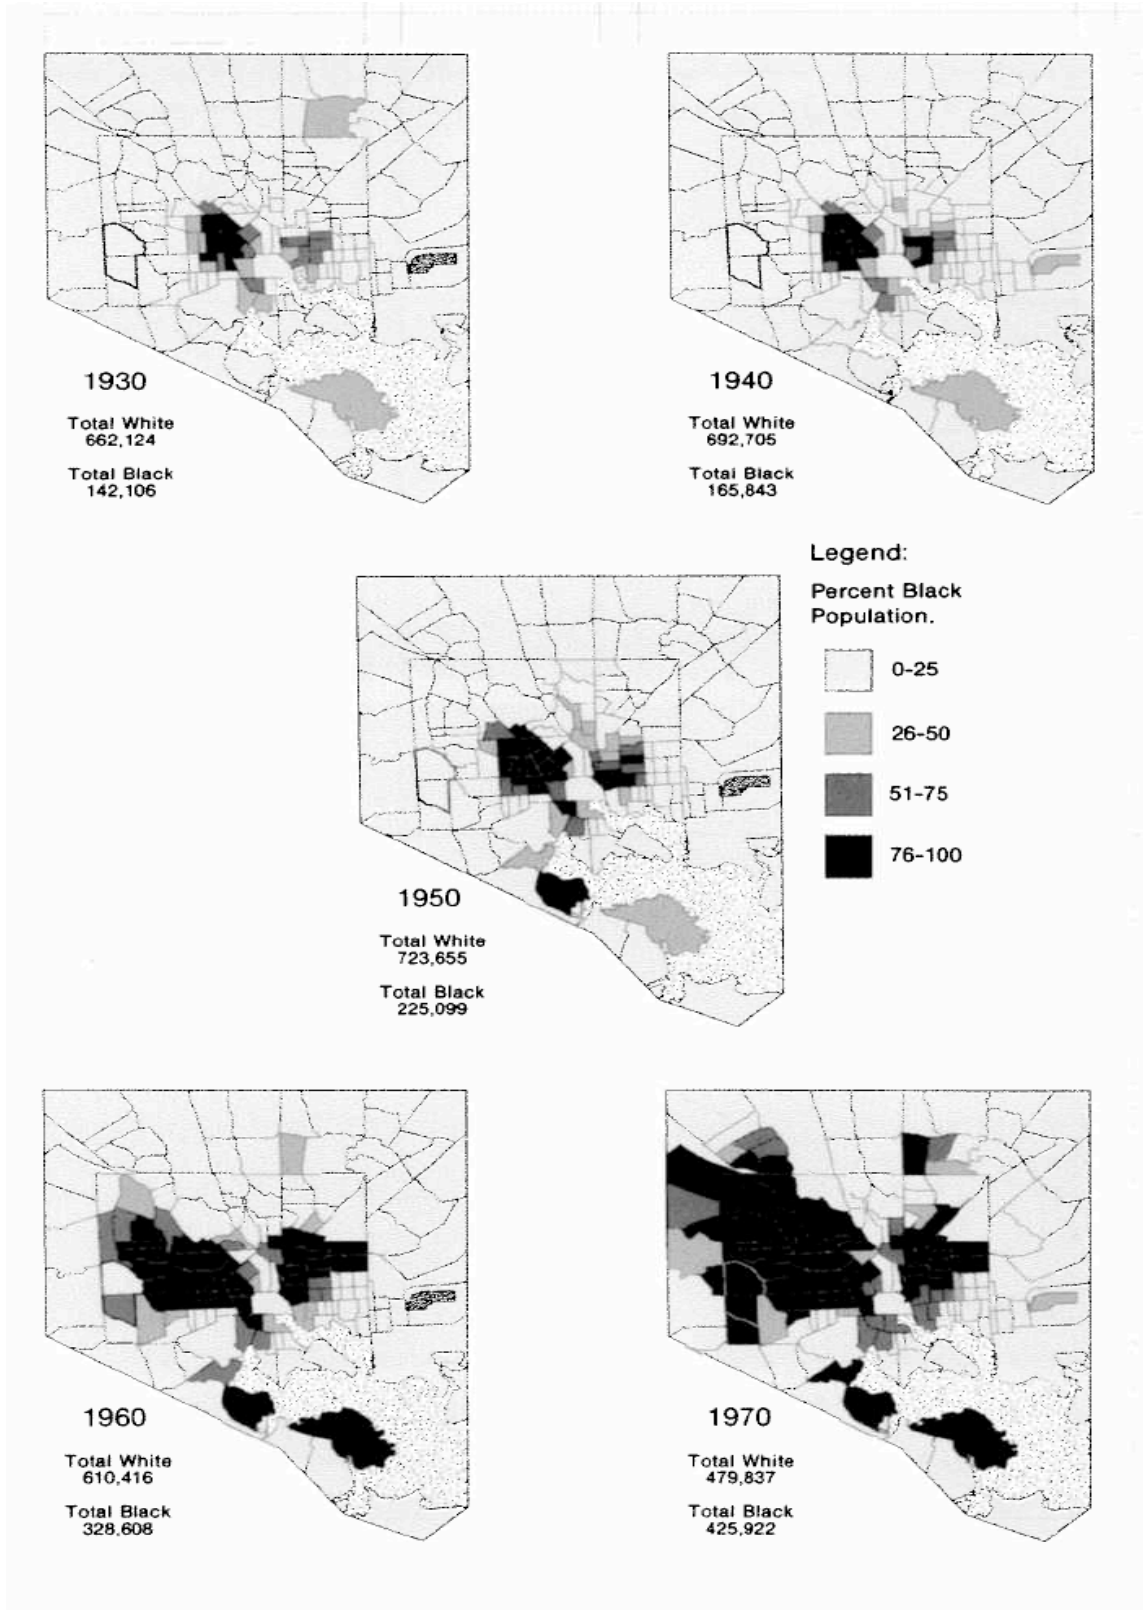 1930
Total White
662,124
Total Black
142,106
1940
Total White
692,705
Total Black
165,843
Legend:
Percent Black
Population.
0-25
26-50
51-75
76-100
1950
Total White
723,655
Total Black
225,099
1960
Total White
610,416
Total Black
328,608
1970
Total White
479,837
Total Black
425,922